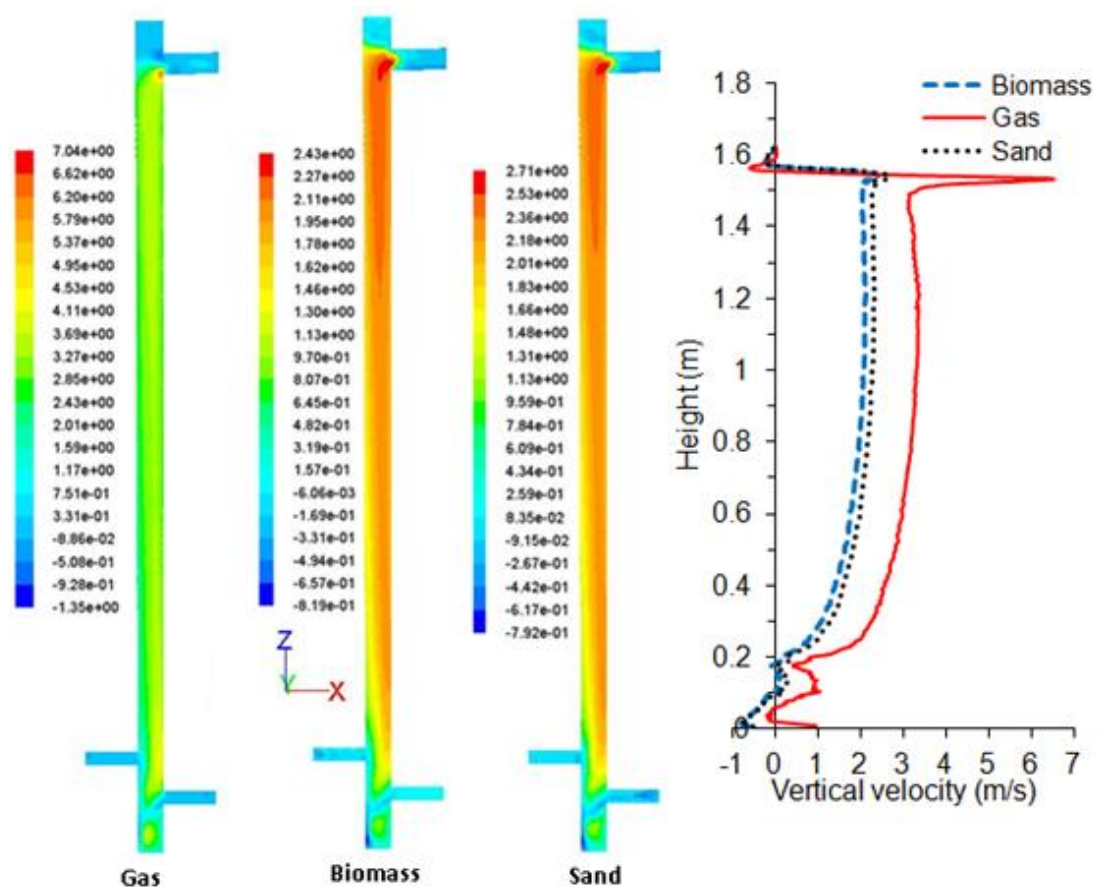 7.04e+00
6.62e+00
6.20e+00
5.79e+00
5.37e+00
4.95e+00
4.53e+00
4.11e+00
3.69e+00
3.27e+00
2.85e+00
2.43e+00
2.01e+00
1.59e+00
1.17e+00
7.51e-01
3.31e-01
-8.86e-02
-5.08e-01
-9.28e-01
-1.35e+00
Gas
2.43e+00
2.27e+00
2.11e+00
1.95e+00
1.78e+00
1.62e+00
1.46e+00
1.30e+00
1.13e+00
9.70e-01
8.07e-01
6.45e-01
4.82e-01
3.19e-01
1.57e-01
-6.06e-03
-1.69e-01
-3.31e-01
-4.94e-01
-6.57e-01
-8.19e-01
Z
Y
X
Biomass
2.71e+00
2.53e+00
2.36e+00
2.18e+00
2.01e+00
1.83e+00
1.66e+00
1.48e+00
1.31e+00
1.13e+00
9.59e-01
7.84e-01
6.09e-01
4.34e-01
2.59e-01
8.35e-02
-9.15e-02
-2.67e-01
-4.42e-01
-6.17e-01
-7.92e-01
Sand
Biomass
Gas
Sand
Height (m)
1.8
1.6
1.4
1.2
1
0.8
0.6
0.4
0.2
0
-1 0 1 2 3 4 5 6 7
Vertical velocity (m/s)